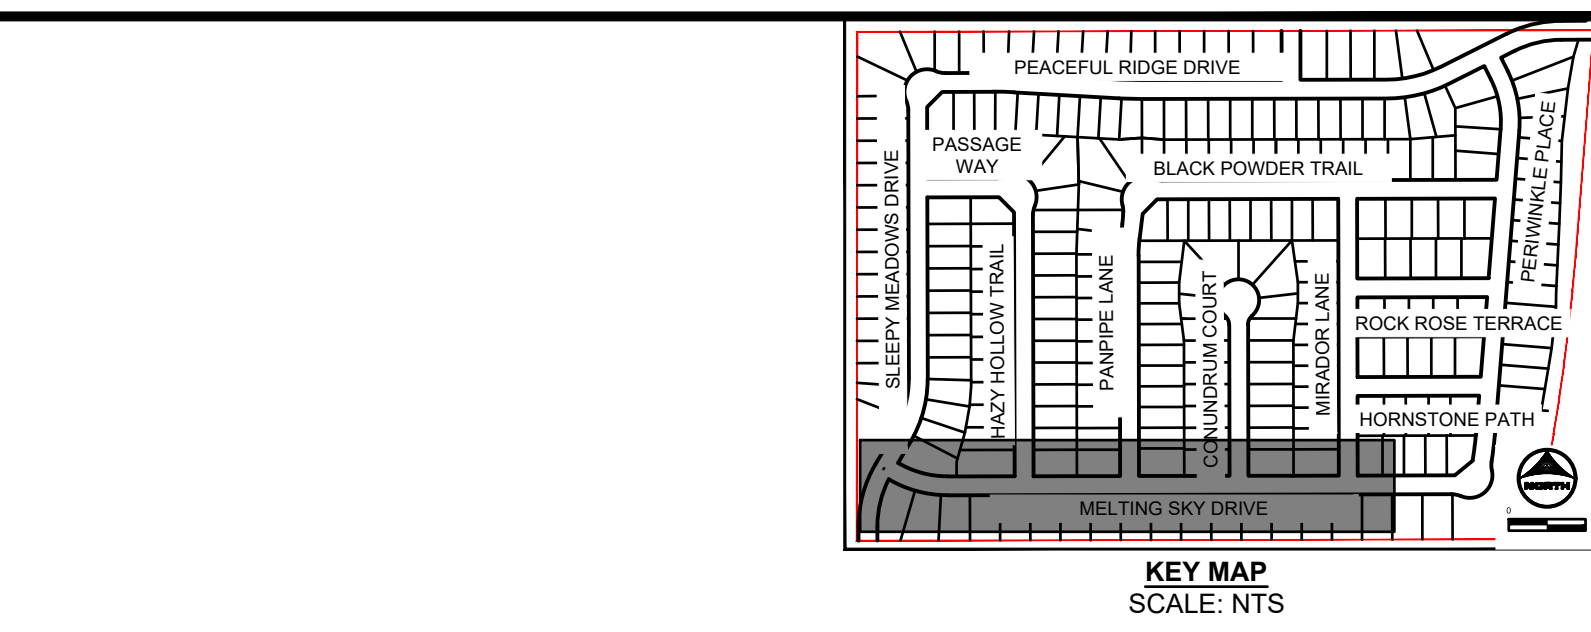 PEACEFUL RIDGE DRIVE
PASSAGE
WAY
BLACK POWDER TRAIL
SLEEPY MEADOWS DRIVE
HAZY HOLLOW TRAIL
PANPIPE LANE
CONUNDRUM COURT
MIRADOR LANE
PERIWINKLE PLACE
ROCK ROSE TERRACE
HORNSTONE PATH
MELTING SKY DRIVE
NORTH
0
KEY MAP
SCALE: NTS